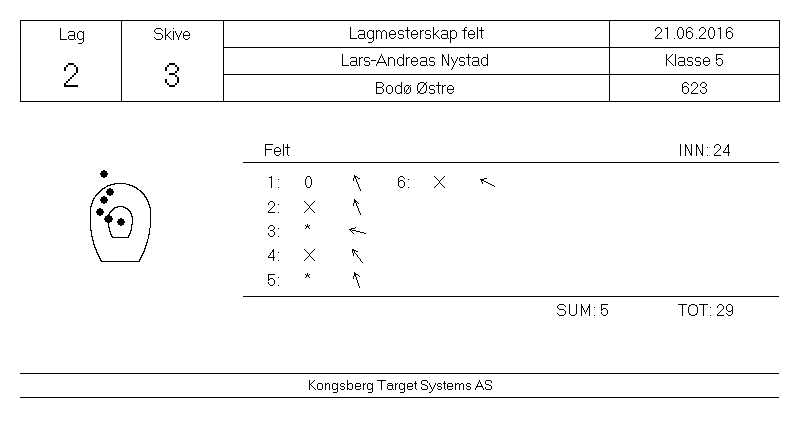 Lag Skive Lagmesterskap felt 21.06.2016
2 3 Lars-Andreas Nystad Klasse 5
Bodø Østre 623
Felt INN: 24
1: 0 6: X
2: X
3: *
4: X
5: *
SUM: 5 TOT: 29
Kongsberg Target Systems AS